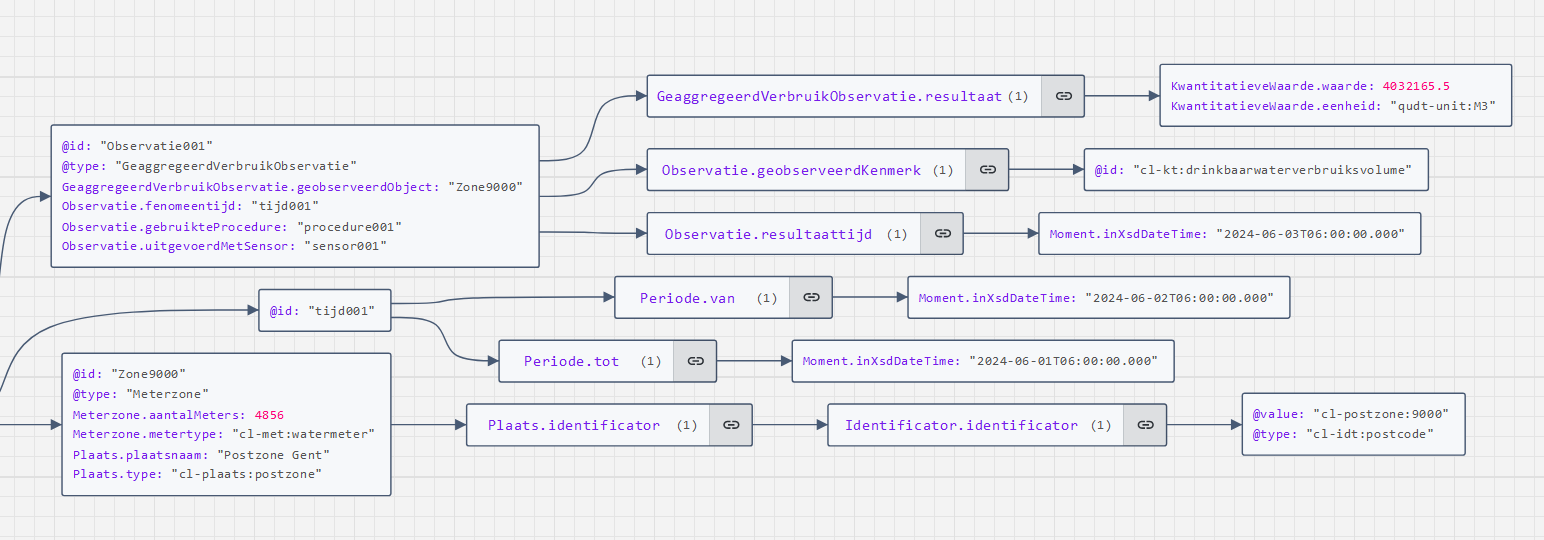 GeaggregeerdVerbruikObservatie.resultaat (1)
KwantitatieveWaarde.waarde: 4032165.5
KwantitatieveWaarde.eenheid: "qudt-unit:M3"
@id: "Observatie001"
@type: "GeaggregeerdVerbruikObservatie"
GeaggregeerdVerbruikObservatie.geobserveerdObject: "Zone9000"
Observatie.fenomeentijd: "tijd001"
Observatie.gebruikteProcedure: "procedure001"
Observatie.uitgevoerdMetSensor: "sensor001"
Observatie.geobserveerdKenmerk (1)
@id: "cl-kt:drinkbaarwaterverbruiksvolume"
Observatie.resultaattijd (1)
Moment.inXsdDateTime: "2024-06-03T06:00:00.000"
@id: "tijd001"
Periode.van (1)
Moment.inXsdDateTime: "2024-06-02T06:00:00.000"
Periode.tot (1)
Moment.inXsdDateTime: "2024-06-01T06:00:00.000"
@id: "Zone9000"
@type: "Meterzone"
Meterzone.aantalMeters: 4856
Meterzone.metertype: "cl-met:watermeter"
Plaats.plaatsnaam: "Postzone Gent"
Plaats.type: "cl-plaats:postzone"
Plaats.identificator (1)
Identificator.identificator (1)
@value: "cl-postzone:9000"
@type: "cl-idt:postcode"